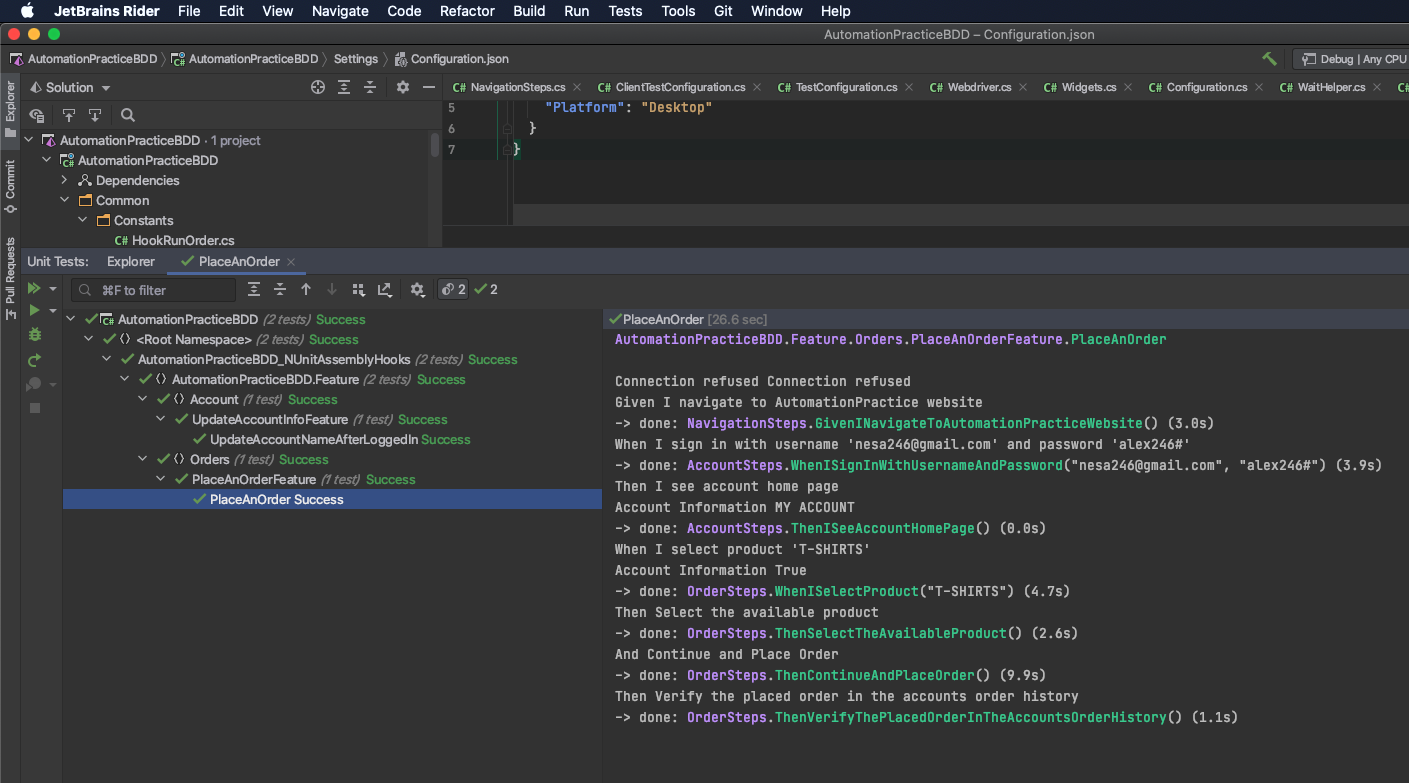 JetBrains Rider File Edit View Navigate Code Refactor Build Run Tests Tools Git Window Help
AutomationPracticeBDD – Configuration.json
AutomationPracticeBDD AutomationPracticeBDD Settings Configuration.json Debug | Any CPU
Explorer
Commit
Pull Requests
Solution
C# NavigationSteps.cs C# ClientTestConfiguration.cs C# TestConfiguration.cs C# Webdriver.cs C# Widgets.cs C# Configuration.cs C# WaitHelper.cs
5 "Platform": "Desktop"
6 }
7 }
AutomationPracticeBDD · 1 project
AutomationPracticeBDD
Dependencies
Common
Constants
C# HookRunOrder.cs
Unit Tests: Explorer PlaceAnOrder
⌘F to filter 2 2
AutomationPracticeBDD (2 tests) Success
<Root Namespace> (2 tests) Success
AutomationPracticeBDD_NUnitAssemblyHooks (2 tests) Success
AutomationPracticeBDD.Feature (2 tests) Success
Account (1 test) Success
UpdateAccountInfoFeature (1 test) Success
UpdateAccountNameAfterLoggedIn Success
Orders (1 test) Success
PlaceAnOrderFeature (1 test) Success
PlaceAnOrder Success
PlaceAnOrder [26.6 sec]
AutomationPracticeBDD.Feature.Orders.PlaceAnOrderFeature.PlaceAnOrder
Connection refused Connection refused
Given I navigate to AutomationPractice website
-> done: NavigationSteps.GivenINavigateToAutomationPracticeWebsite() (3.0s)
When I sign in with username 'nesa246@gmail.com' and password 'alex246#'
-> done: AccountSteps.WhenISignInWithUsernameAndPassword("nesa246@gmail.com", "alex246#") (3.9s)
Then I see account home page
Account Information MY ACCOUNT
-> done: AccountSteps.ThenISeeAccountHomePage() (0.0s)
When I select product 'T-SHIRTS'
Account Information True
-> done: OrderSteps.WhenISelectProduct("T-SHIRTS") (4.7s)
Then Select the available product
-> done: OrderSteps.ThenSelectTheAvailableProduct() (2.6s)
And Continue and Place Order
-> done: OrderSteps.ThenContinueAndPlaceOrder() (9.9s)
Then Verify the placed order in the accounts order history
-> done: OrderSteps.ThenVerifyThePlacedOrderInTheAccountsOrderHistory() (1.1s)